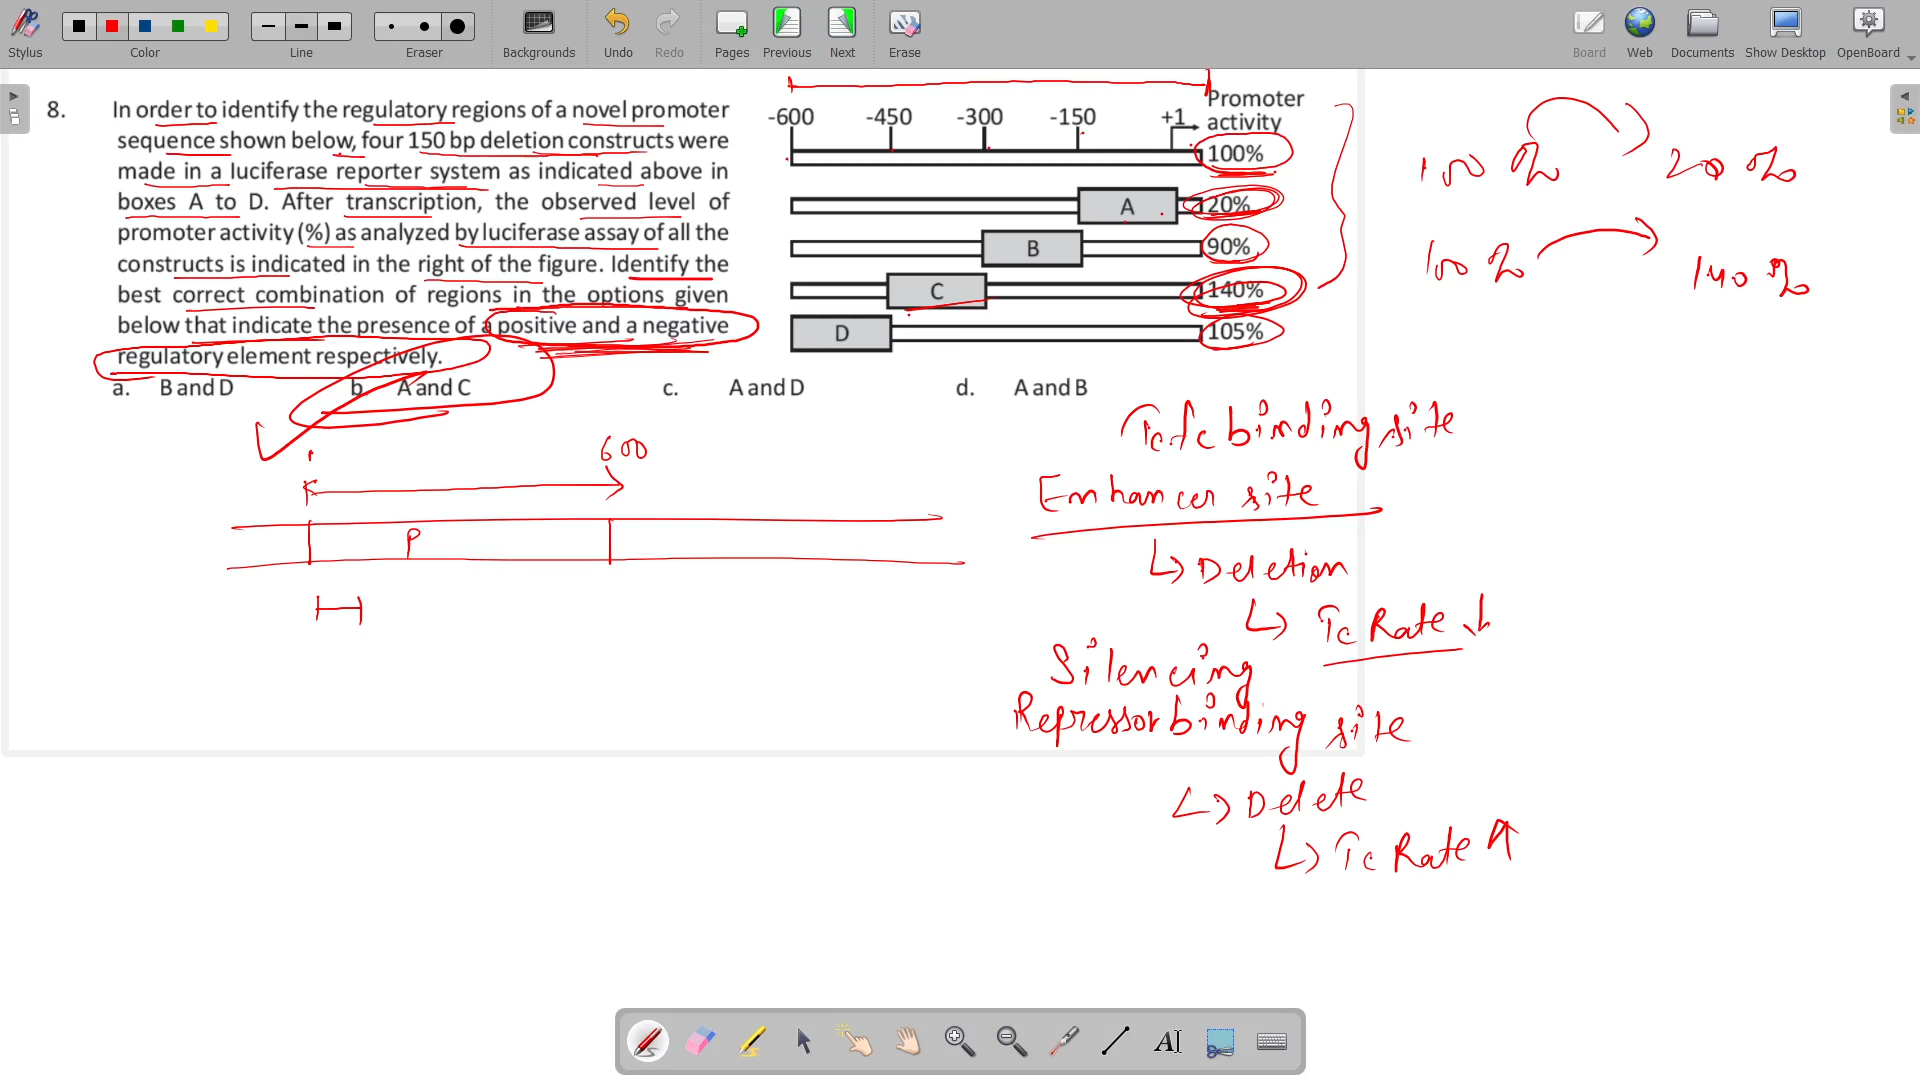 Stylus
Color
Line
Eraser
Backgrounds
Undo
Redo
Pages
Previous
Next
Erase
Board
Web
Documents
Show Desktop
OpenBoard
8.
In order to identify the regulatory regions of a novel promoter
sequence shown below, four 150 bp deletion constructs were
made in a luciferase reporter system as indicated above in
boxes A to D. After transcription, the observed level of
promoter activity (%) as analyzed by luciferase assay of all the
constructs is indicated in the right of the figure. Identify the
best correct combination of regions in the options given
below that indicate the presence of a positive and a negative
regulatory element respectively.
a. B and D
b. A and C
c. A and D
d. A and B
Promoter
activity
-600 -450 -300 -150 +1
100%
A 20%
B 90%
C 140%
D 105%
100 % 20 %
100 % 140 %
600
P
Tc.fc binding site
Enhancer site
Deletion
Tc Rate ↓
Silencing
Repressor binding site
Delete
Tc Rate ↑
AI